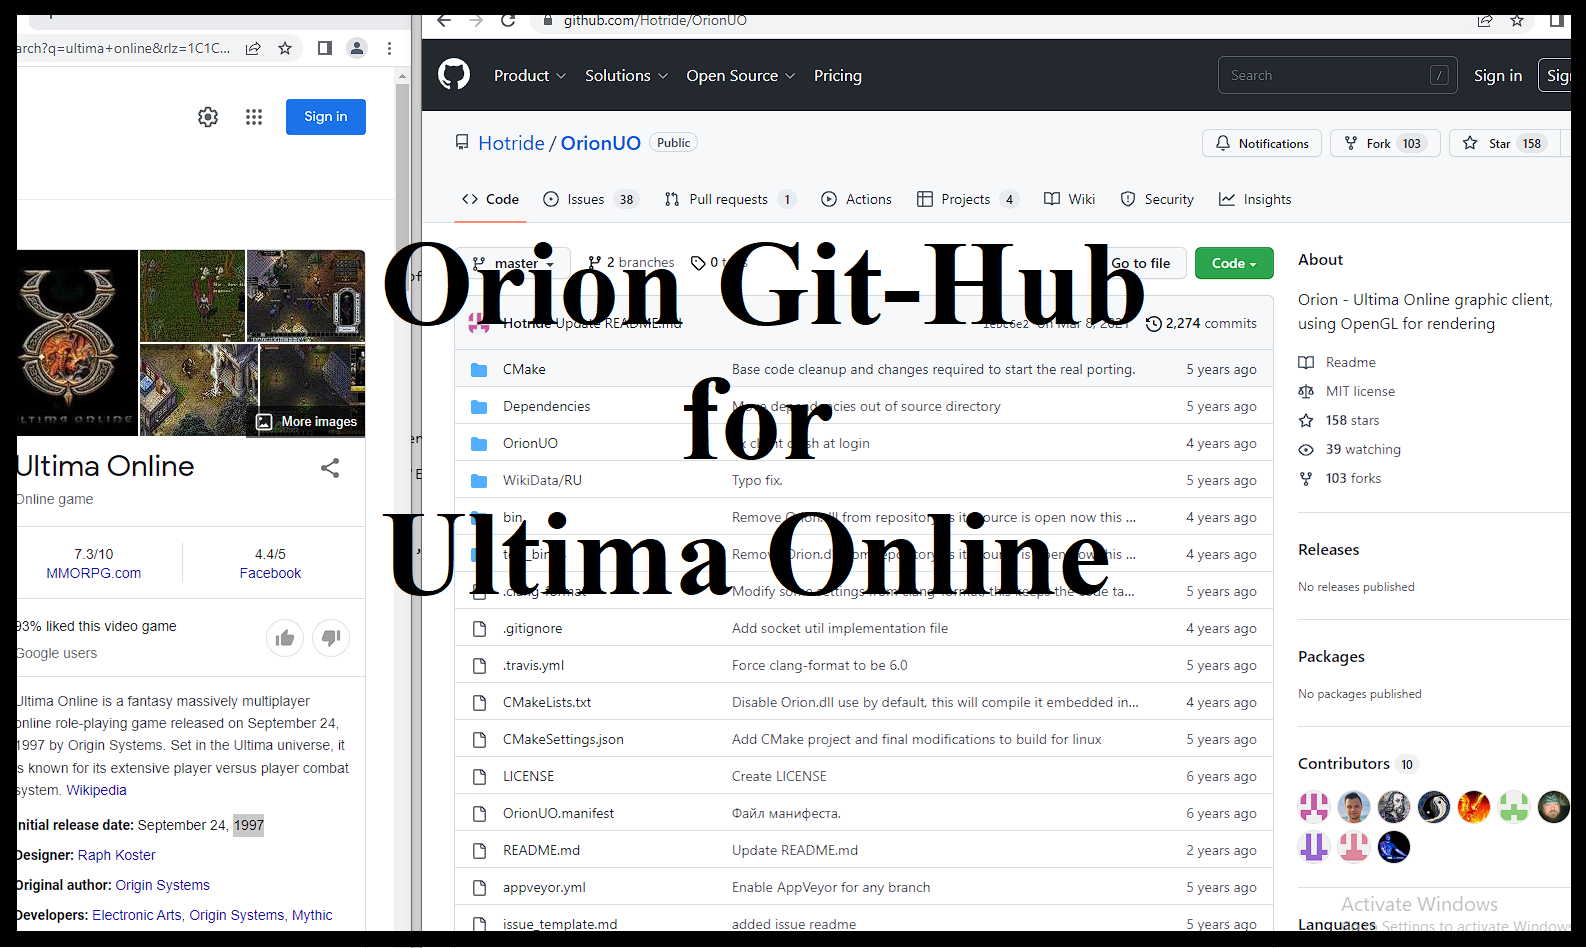 arch?q=ultima+online&rlz=1C1C...
Sign in
ULTIMA ONLINE
More images
Ultima Online
Online game
7.3/10
MMORPG.com
4.4/5
Facebook
93% liked this video game
Google users
Ultima Online is a fantasy massively multiplayer
online role-playing game released on September 24,
1997 by Origin Systems. Set in the Ultima universe, it
is known for its extensive player versus player combat
system. Wikipedia
Initial release date: September 24, 1997
Designer: Raph Koster
Original author: Origin Systems
Developers: Electronic Arts, Origin Systems, Mythic
github.com/Hotride/OrionUO
Product
Solutions
Open Source
Pricing
Search /
Sign in
Sig
Hotride / OrionUO Public
Notifications
Fork 103
Star 158
Code
Issues 38
Pull requests 1
Actions
Projects 4
Wiki
Security
Insights
Orion Git-Hub
for
Ultima Online
master
2 branches
0
Go to file
Code
Hotride Update README.md
on Mar 8, 2021
2,274 commits
CMake Base code cleanup and changes required to start the real porting. 5 years ago
Dependencies Move dependencies out of source directory 5 years ago
OrionUO client crash at login 4 years ago
WikiData/RU Typo fix. 5 years ago
bin Remove Orion.dll from repository as it source is open now this ... 4 years ago
Remove Orion.dll from repository as it source is open now this ... 4 years ago
.clang-format Modify some settings from clang-format, this keeps the code ta... 5 years ago
.gitignore Add socket util implementation file 4 years ago
.travis.yml Force clang-format to be 6.0 5 years ago
CMakeLists.txt Disable Orion.dll use by default, this will compile it embedded in... 4 years ago
CMakeSettings.json Add CMake project and final modifications to build for linux 5 years ago
LICENSE Create LICENSE 6 years ago
OrionUO.manifest Файл манифеста. 6 years ago
README.md Update README.md 2 years ago
appveyor.yml Enable AppVeyor for any branch 5 years ago
issue_template.md added issue readme 5 years ago
About
Orion - Ultima Online graphic client,
using OpenGL for rendering
Readme
MIT license
158 stars
39 watching
103 forks
Releases
No releases published
Packages
No packages published
Contributors 10
Languages
Activate Windows
Settings to activate Windows